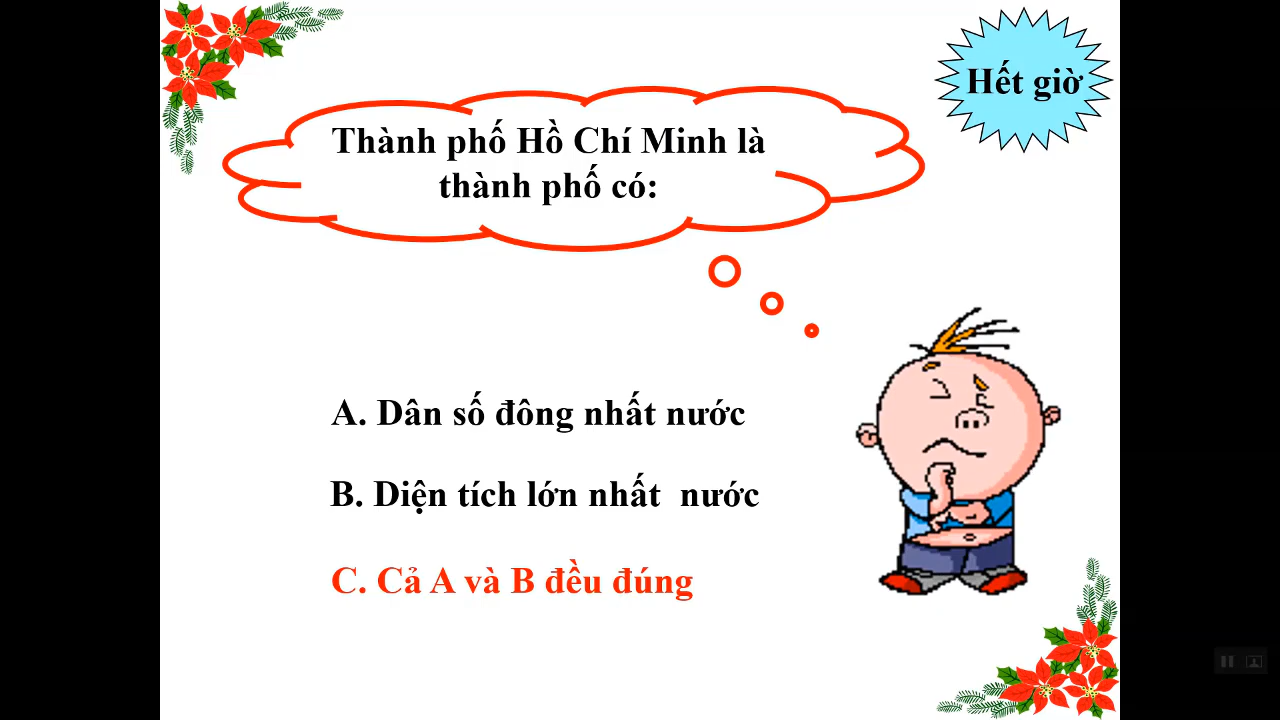 Hết giờ
Thành phố Hồ Chí Minh là
thành phố có:
A. Dân số đông nhất nước
B. Diện tích lớn nhất nước
C. Cả A và B đều đúng